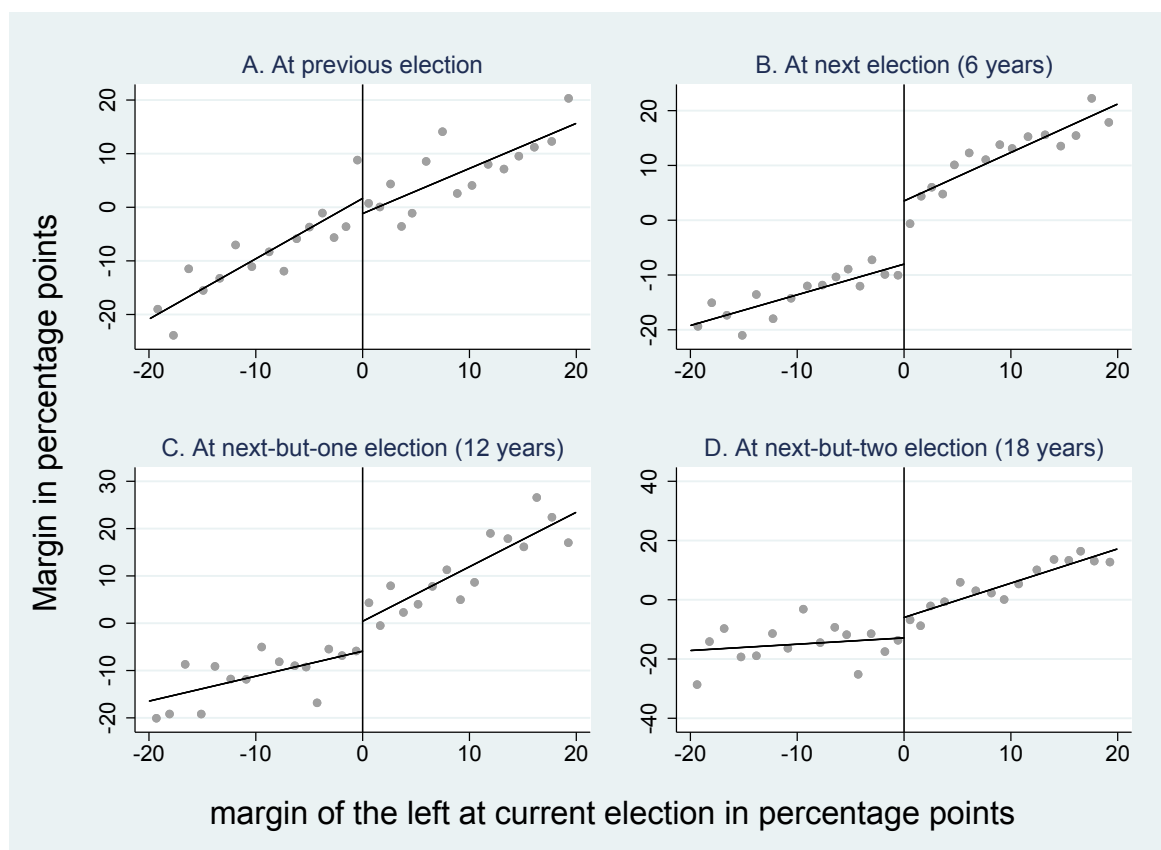 A. At previous election
20
10
0
-10
-20
-20 -10 0 10 20
B. At next election (6 years)
20
10
0
-10
-20
-20 -10 0 10 20
C. At next-but-one election (12 years)
30
20
10
0
-10
-20
-20 -10 0 10 20
D. At next-but-two election (18 years)
40
20
0
-20
-40
-20 -10 0 10 20
Margin in percentage points
margin of the left at current election in percentage points